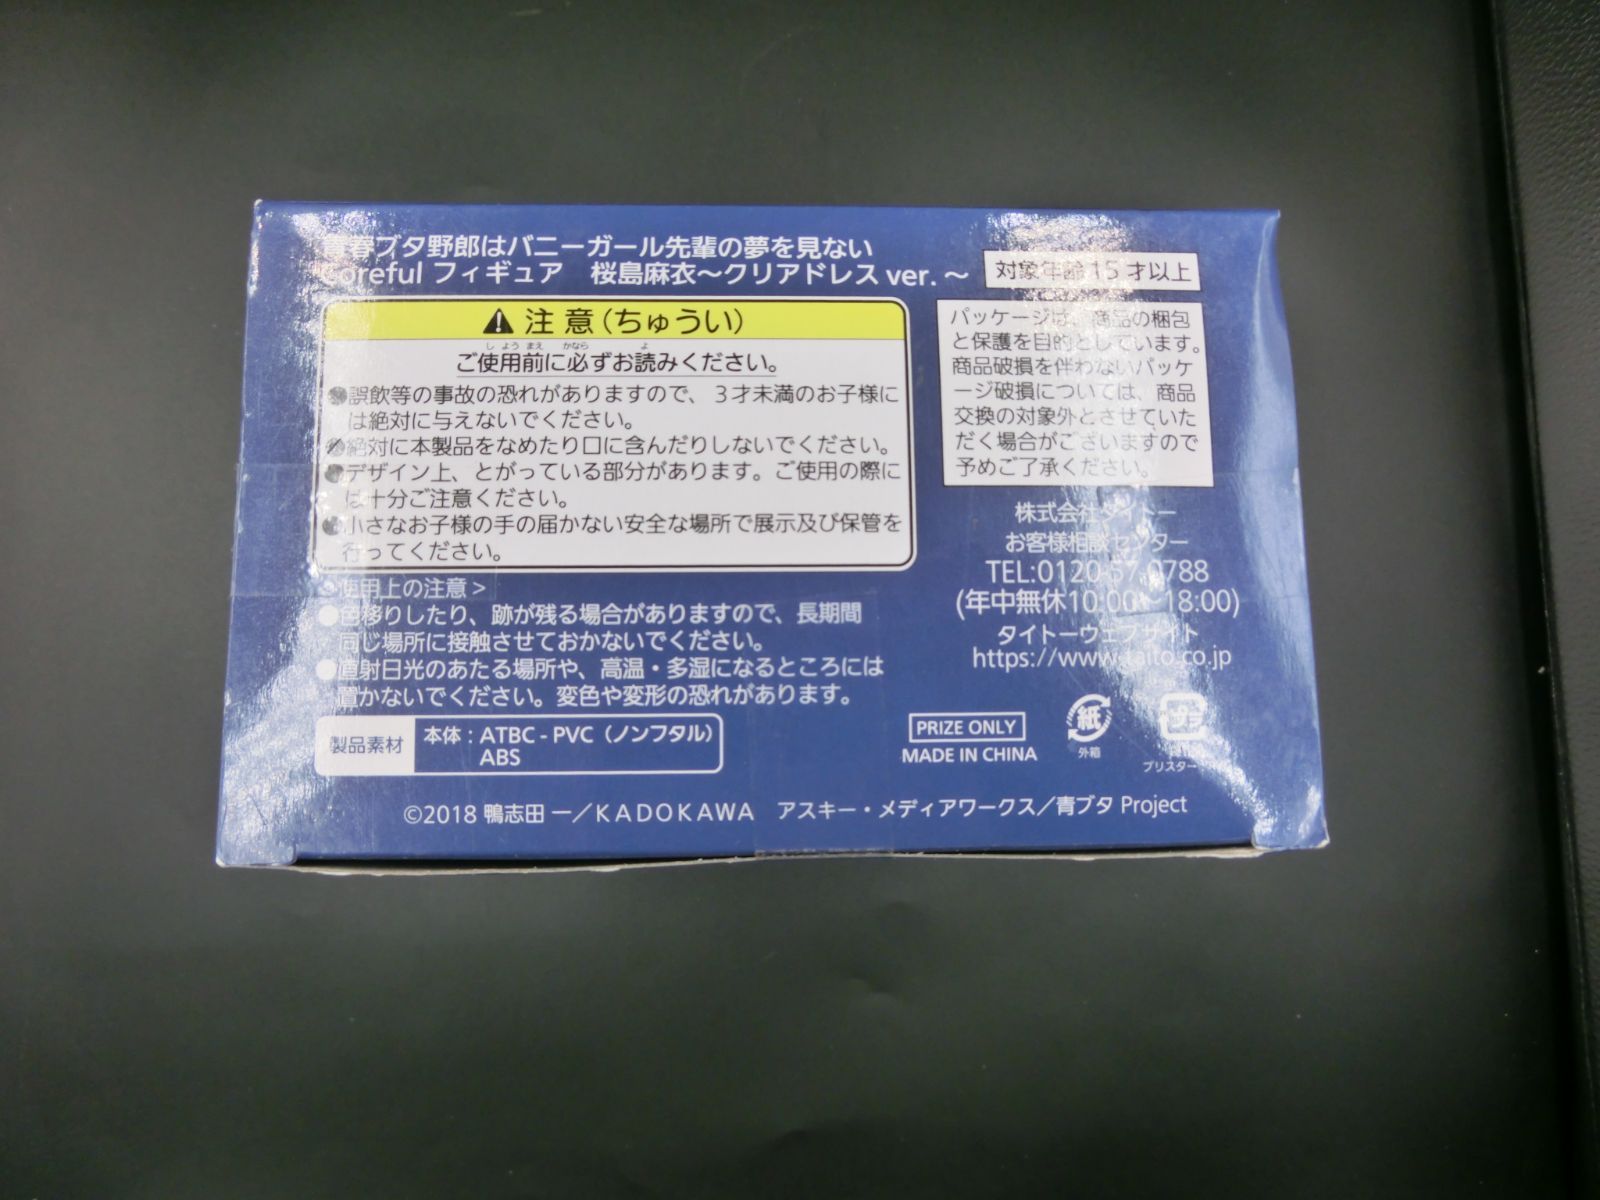 春ブタ野郎はバニーガール先輩の夢を見ない
Coreful フィギュア 桜島麻衣～クリアドレスver.～
対象年齢15才以上
注意(ちゅうい)
しようまえ かなら よ
ご使用前に必ずお読みください。
●誤飲等の事故の恐れがありますので、3才未満のお子様に
は絶対に与えないでください。
●絶対に本製品をなめたり口に含んだりしないでください。
●デザイン上、とがっている部分があります。ご使用の際に
は十分ご注意ください。
●小さなお子様の手の届かない安全な場所で展示及び保管を
行ってください。
パッケージは、商品の梱包
と保護を目的としています。
商品破損を伴わないパッケ
ージ破損については、商品
交換の対象外とさせていた
だく場合がございますので
予めご了承ください。
使用上の注意>
●色移りしたり、跡が残る場合がありますので、長期間
同じ場所に接触させておかないでください。
●直射日光のあたる場所や、高温・多湿になるところには
置かないでください。変色や変形の恐れがあります。
製品素材
本体:ATBC-PVC(ノンフタル)
ABS
株式会社タイトー
お客様相談センター
TEL:0120-57-0788
(年中無休10:00～18:00)
タイトーウェブサイト
https://www.taito.co.jp
PRIZE ONLY
MADE IN CHINA
紙
外箱
プラ
ブリスター
©2018 鴨志田 一/KADOKAWA アスキー・メディアワークス/青ブタ Project